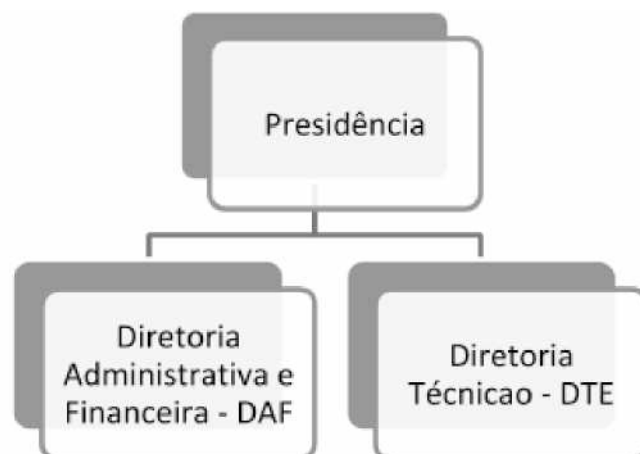 Presidência
Diretoria
Administrativa e
Financeira - DAF
Diretoria
Técnicao - DTE